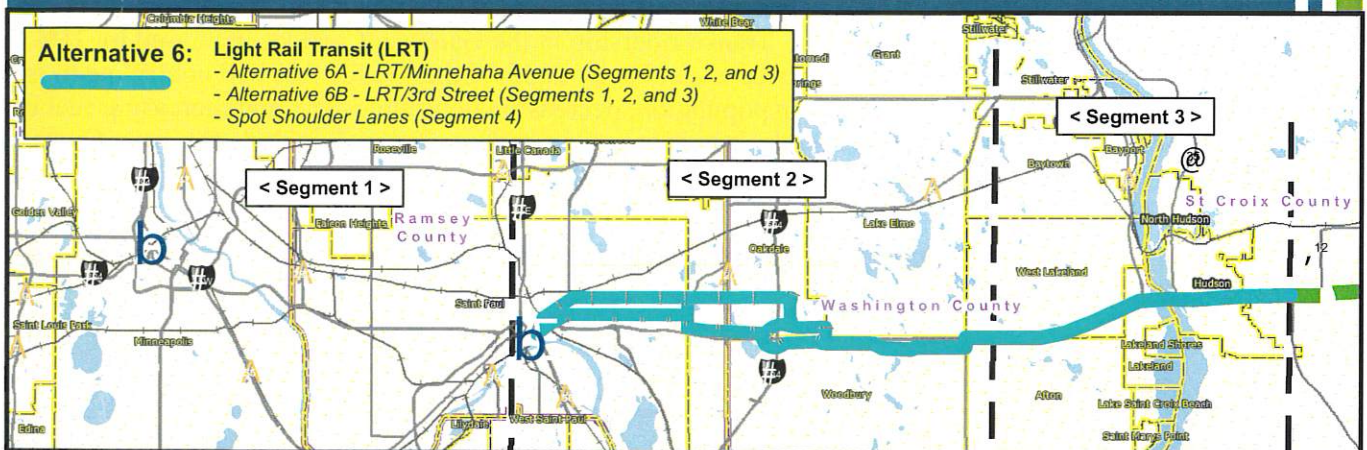 Alternative 6: Light Rail Transit (LRT)
- Alternative 6A - LRT/Minnehaha Avenue (Segments 1, 2, and 3)
- Alternative 6B - LRT/3rd Street (Segments 1, 2, and 3)
- Spot Shoulder Lanes (Segment 4)
Columbia Heights
White Bear
Stillwater
Grant
Stillwater
< Segment 3 >
Roseville
Little Canada
Baytown
Bayport
@
< Segment 1 >
< Segment 2 >
Golden Valley
Falcon Heights
Ramsey
County
Lake Elmo
St Croix County
North Hudson
b
Oakdale
West Lakeland
, 12
Hudson
Saint Paul
Washington County
Saint Louis Park
Minneapolis
b
Lakeland Shores
Lakeland
Woodbury
Afton
Lake Saint Croix Beach
Edina
Lilydale
West Saint Paul
Saint Marys Point